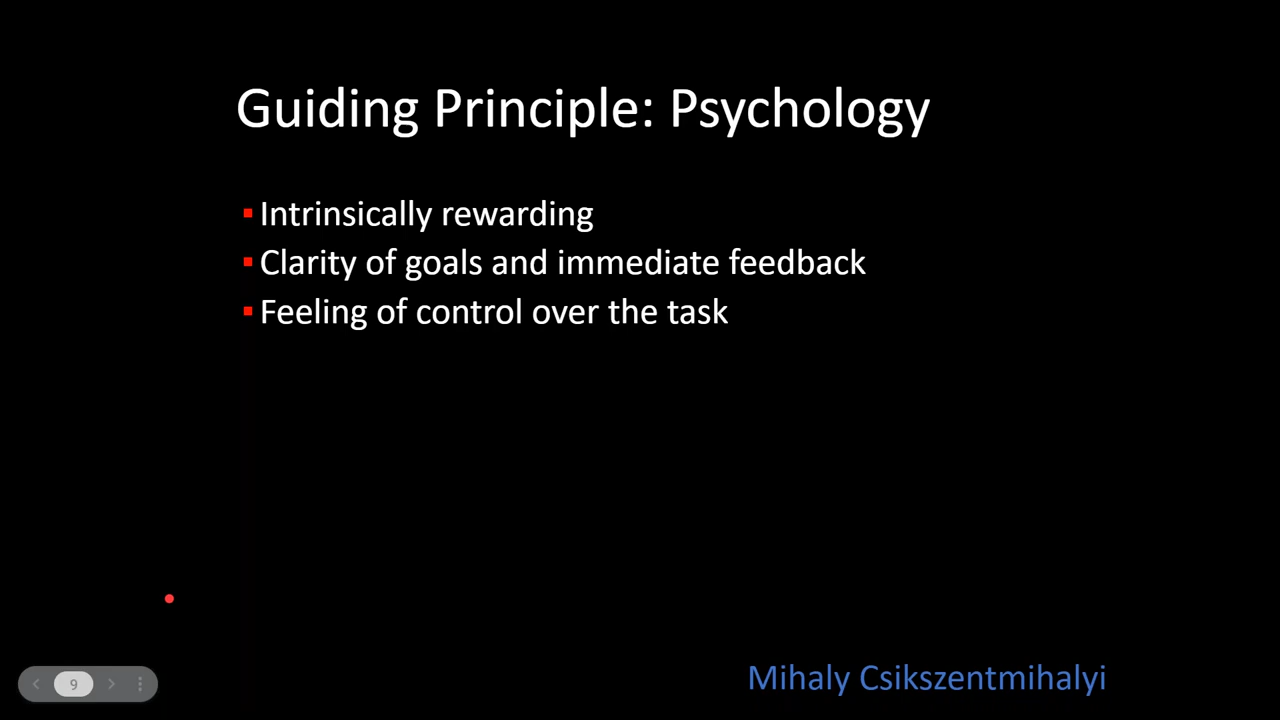 Guiding Principle: Psychology
Intrinsically rewarding
Clarity of goals and immediate feedback
Feeling of control over the task
Mihaly Csikszentmihalyi
9